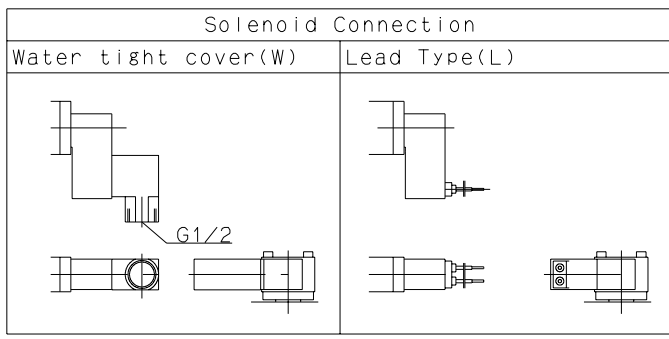 Solenoid Connection
Water tight cover(W)
Lead Type(L)
G1/2